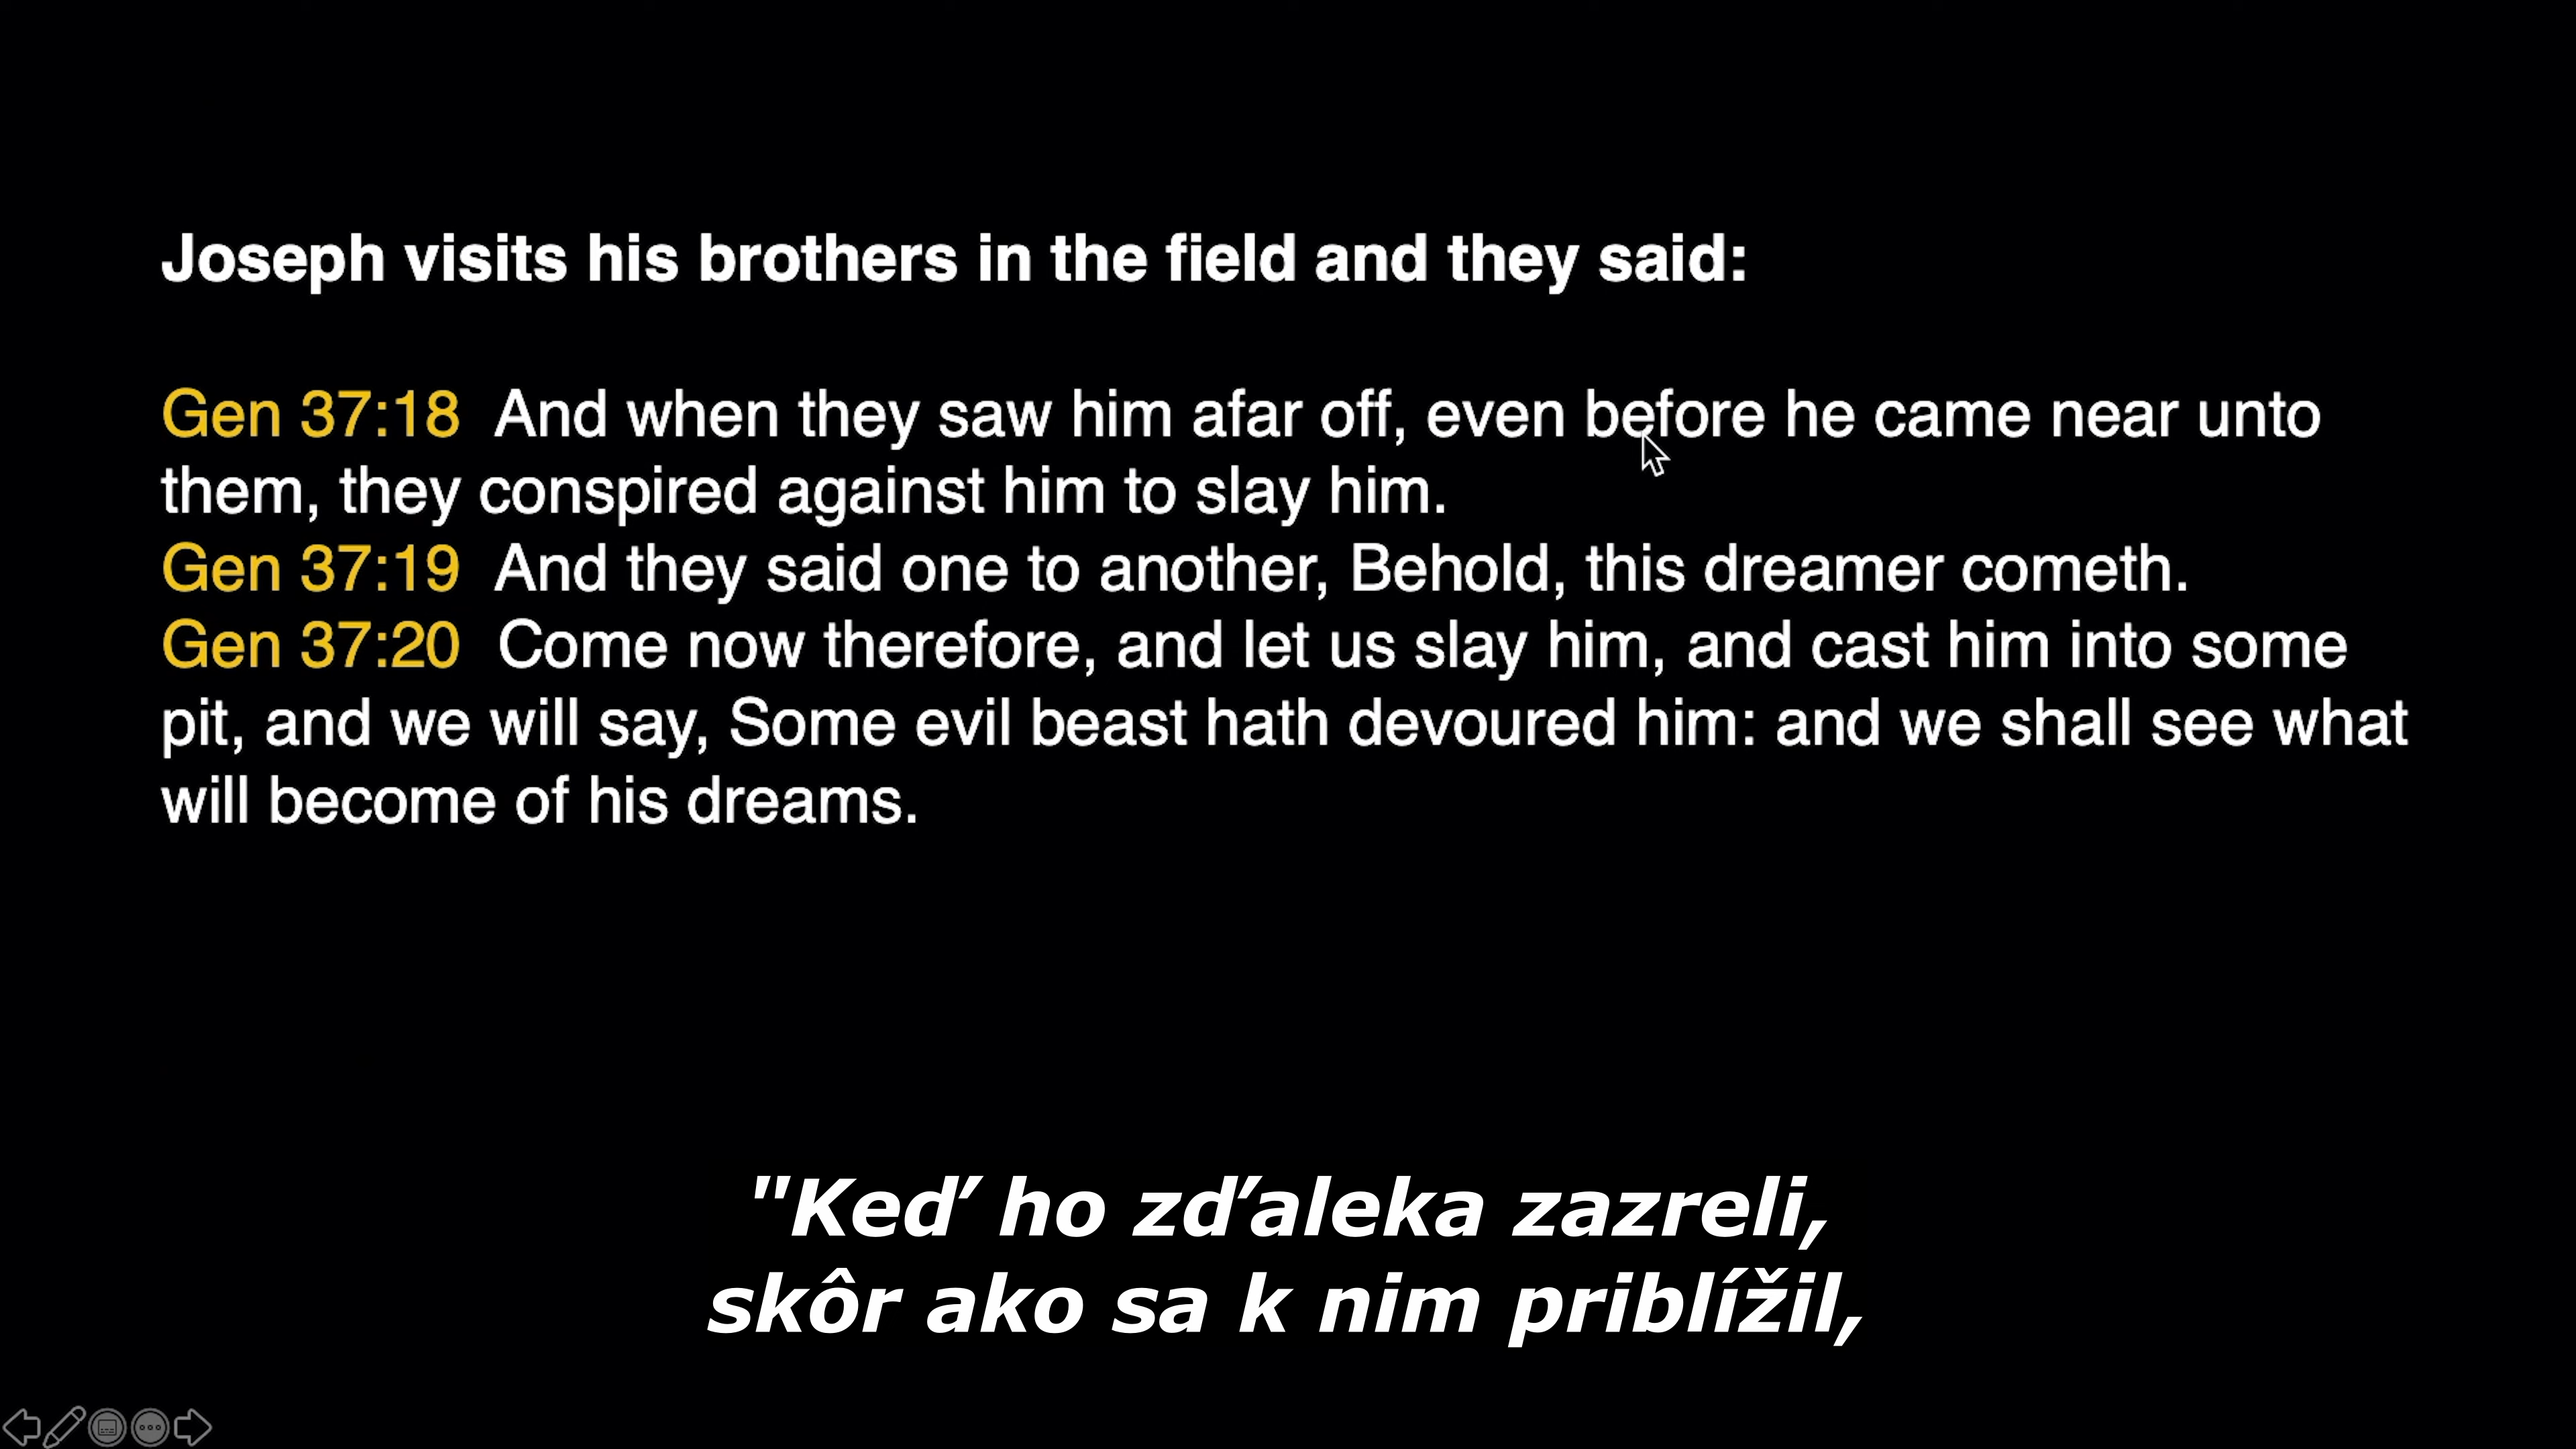 Joseph visits his brothers in the field and they said:
Gen 37:18 And when they saw him afar off, even before he came near unto
them, they conspired against him to slay him.
Gen 37:19 And they said one to another, Behold, this dreamer cometh.
Gen 37:20 Come now therefore, and let us slay him, and cast him into some
pit, and we will say, Some evil beast hath devoured him: and we shall see what
will become of his dreams.
"Keď ho zďaleka zazreli,
skôr ako sa k nim priblížil,